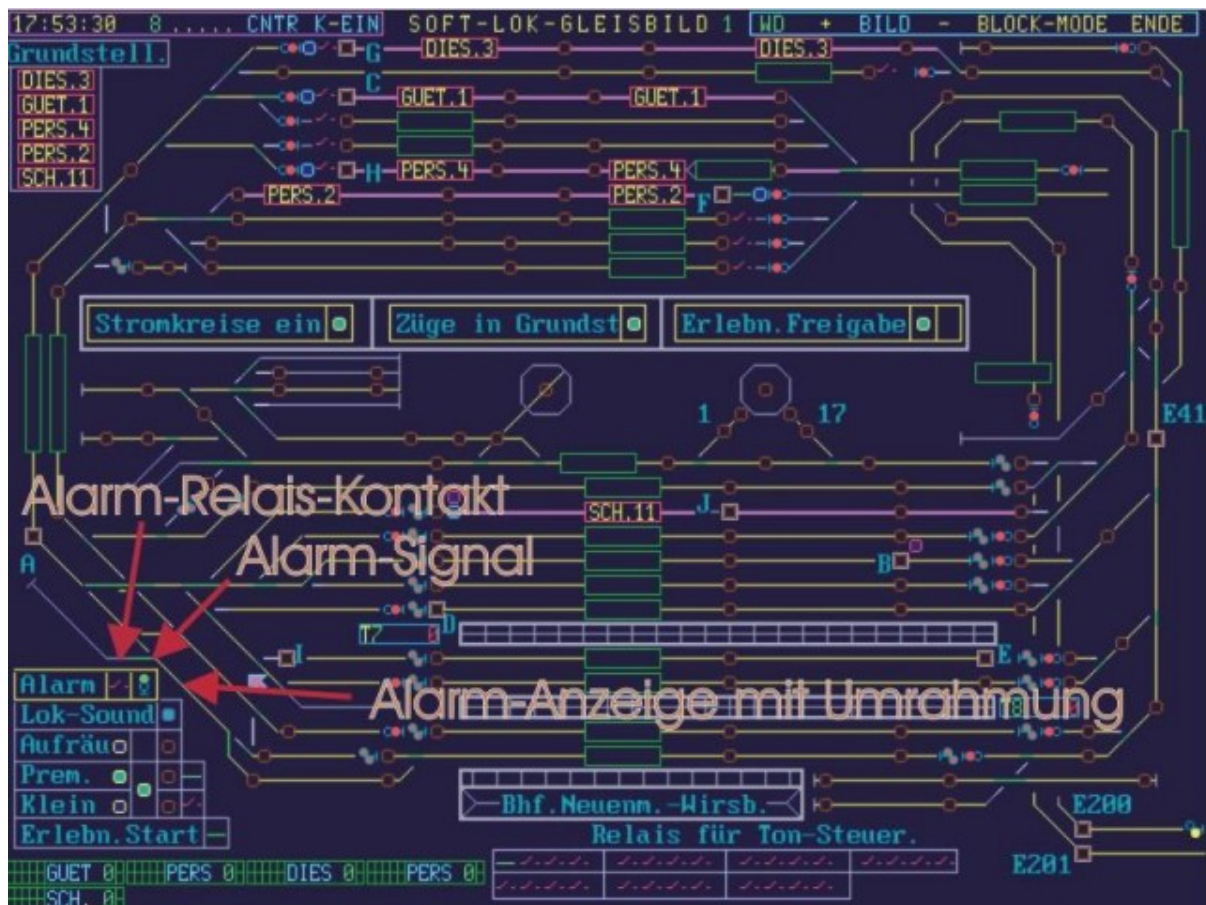 17:53:30 8 ..... CNTR K-EIN SOFT-LOK-GLEISBILD 1 WD + BILD - BLOCK-MODE ENDE
Grundstell.
DIES.3
GUET.1
PERS.4
PERS.2
SCH.11
G DIES.3 DIES.3
C
GUET.1 GUET.1
H PERS.4 PERS.4
PERS.2 PERS.2 F
Stromkreise ein Züge in Grundst Erlebn.Freigabe
1 17 E41
Alarm-Relais-Kontakt
SCH.11 J
Alarm-Signal
A B
T7 0 D
I E
Alarm
Alarm-Anzeige mit Umrahmung
T8
Lok-Sound
Aufräu
Prem.
Klein
Erlebn.Start
Bhf.Neuenm.-Wirsb.
E200
Relais für Ton-Steuer.
E201
GUET 0 PERS 0 DIES 0 PERS 0
SCH. 0